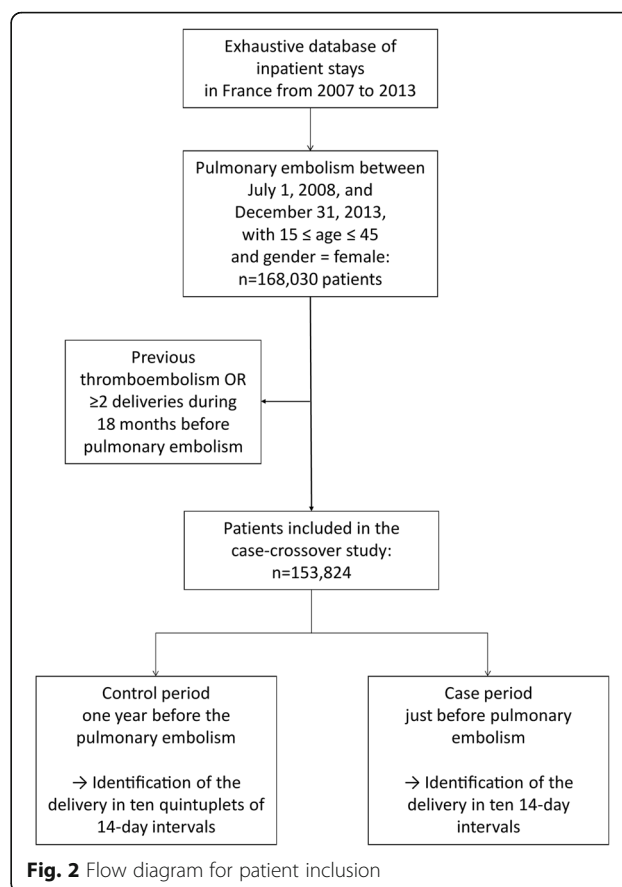 Exhaustive database of
inpatient stays
in France from 2007 to 2013
Pulmonary embolism between
July 1, 2008, and
December 31, 2013,
with 15 ≤ age ≤ 45
and gender = female:
n=168,030 patients
Previous
thromboembolism OR
≥2 deliveries during
18 months before
pulmonary embolism
Patients included in the
case-crossover study:
n=153,824
Control period
one year before the
pulmonary embolism
→ Identification of the
delivery in ten quintuplets of
14-day intervals
Case period
just before pulmonary
embolism
→ Identification of the
delivery in ten 14-day
intervals
Fig. 2 Flow diagram for patient inclusion